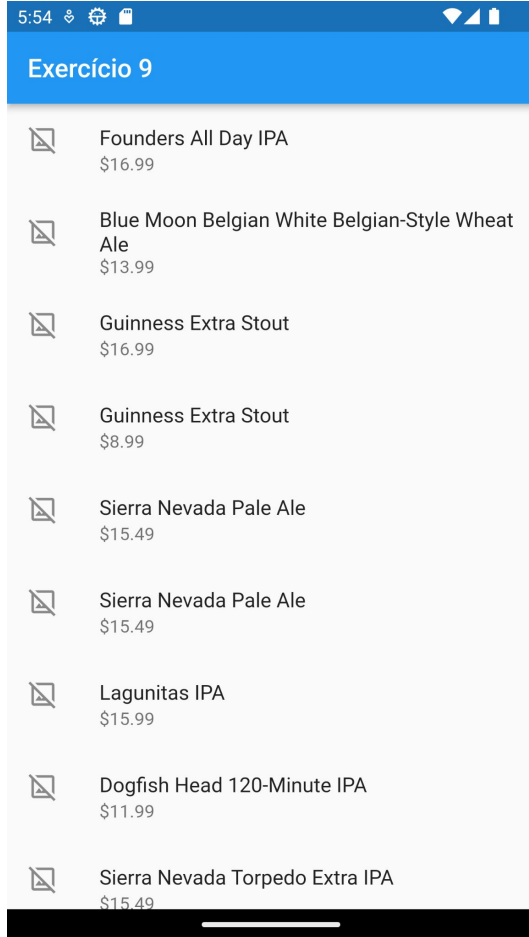 5:54
Exercício 9
Founders All Day IPA
$16.99
Blue Moon Belgian White Belgian-Style Wheat
Ale
$13.99
Guinness Extra Stout
$16.99
Guinness Extra Stout
$8.99
Sierra Nevada Pale Ale
$15.49
Sierra Nevada Pale Ale
$15.49
Lagunitas IPA
$15.99
Dogfish Head 120-Minute IPA
$11.99
Sierra Nevada Torpedo Extra IPA
$15.49